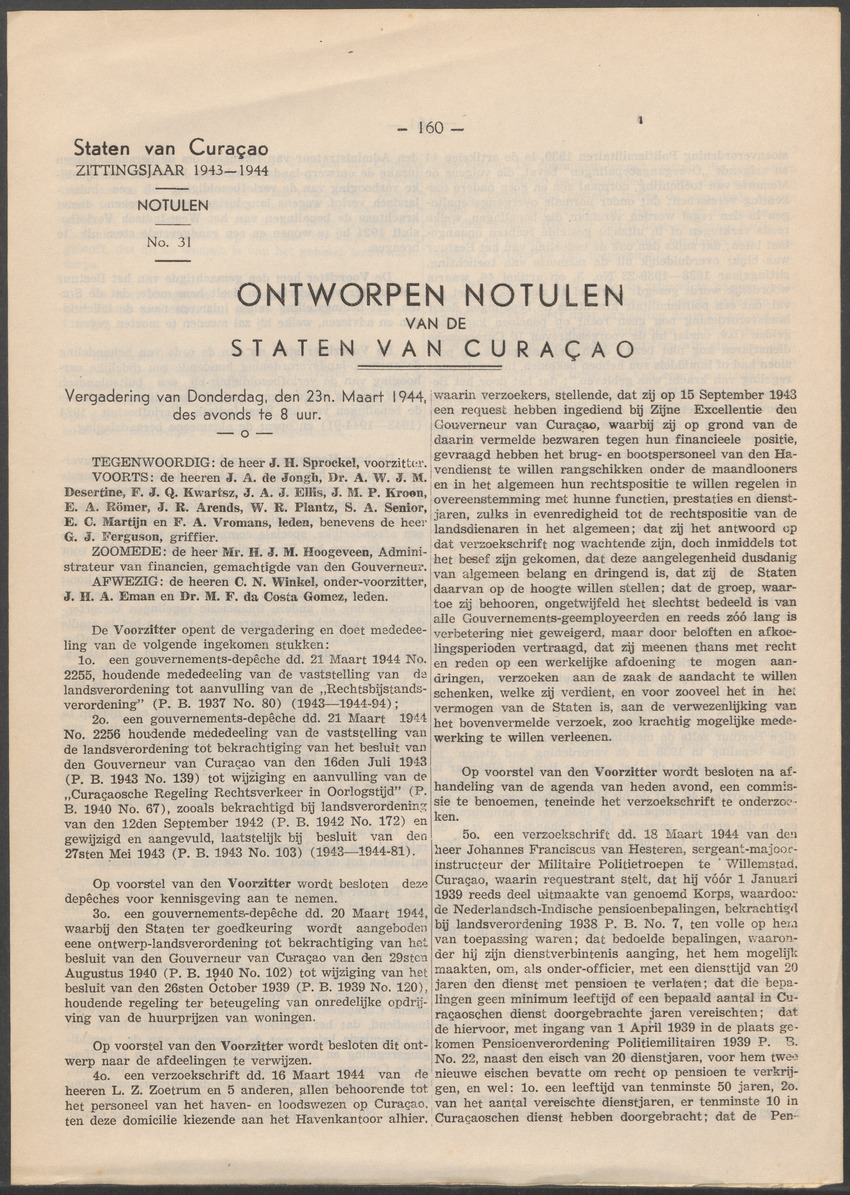 — 160 —
Staten van Curaçao
ZITTINGSJAAR 1943—1944
NOTULEN
No. 31
ONTWORPEN NOTULEN
VAN DE
STATEN VAN CURAÇAO
Vergadering van Donderdag, den 23n. Maart 1944,
des avonds te 8 uur.
— o —
TEGENWOORDIG: de heer J. H. Sprockel, voorzitter.
VOORTS: de heeren J. A. de Jongh, Dr. A. W. J. M.
Desertine, F. J. Q. Kwartsz, J. A. J. Ellis, J. M. P. Kroon,
E. A. Römer, J. R. Arends, W. R. Plantz, S. A. Senior,
E. C. Martijn en F. A. Vromans, leden, benevens de heer
G. J. Ferguson, griffier.
ZOOMEDE: de heer Mr. H. J. M. Hoogeveen, Admini-
strateur van financien, gemachtigde van den Gouverneur.
AFWEZIG: de heeren C. N. Winkel, onder-voorzitter,
J. H. A. Eman en Dr. M. F. da Costa Gomez, leden.
De Voorzitter opent de vergadering en doet mededee-
ling van de volgende ingekomen stukken:
1o. een gouvernements-depêche dd. 21 Maart 1944 No.
2255, houdende mededeeling van de vaststelling van de
landsverordening tot aanvulling van de „Rechtsbijstands-
verordening" (P. B. 1937 No. 80) (1943—1944-94);
2o. een gouvernements-depêche dd. 21 Maart 1944
No. 2256 houdende mededeeling van de vaststelling van
de landsverordening tot bekrachtiging van het besluit van
den Gouverneur van Curaçao van den 16den Juli 1943
(P. B. 1943 No. 139) tot wijziging en aanvulling van de
„Curaçaosche Regeling Rechtsverkeer in Oorlogstijd" (P.
B. 1940 No. 67), zooals bekrachtigd bij landsverordening
van den 12den September 1942 (P. B. 1942 No. 172) en
gewijzigd en aangevuld, laatstelijk bij besluit van den
27sten Mei 1943 (P. B. 1943 No. 103) (1943—1944-81).
Op voorstel van den Voorzitter wordt besloten deze
depêches voor kennisgeving aan te nemen.
3o. een gouvernements-depêche dd. 20 Maart 1944,
waarbij den Staten ter goedkeuring wordt aangeboden
eene ontwerp-landsverordening tot bekrachtiging van het
besluit van den Gouverneur van Curaçao van den 29sten
Augustus 1940 (P. B. 1940 No. 102) tot wijziging van het
besluit van den 26sten October 1939 (P. B. 1939 No. 120),
houdende regeling ter beteugeling van onredelijke opdrij-
ving van de huurprijzen van woningen.
Op voorstel van den Voorzitter wordt besloten dit ont-
werp naar de afdeelingen te verwijzen.
4o. een verzoekschrift dd. 16 Maart 1944 van de
heeren L. Z. Zoetrum en 5 anderen, allen behoorende tot
het personeel van het haven- en loodswezen op Curaçao,
ten deze domicilie kiezende aan het Havenkantoor alhier,
waarin verzoekers, stellende, dat zij op 15 September 1943
een request hebben ingediend bij Zijne Excellentie den
Gouverneur van Curaçao, waarbij zij op grond van de
daarin vermelde bezwaren tegen hun financieele positie,
gevraagd hebben het brug- en bootspersoneel van den Ha-
vendienst te willen rangschikken onder de maandlooners
en in het algemeen hun rechtspositie te willen regelen in
overeenstemming met hunne functien, prestaties en dienst-
jaren, zulks in evenredigheid tot de rechtspositie van de
landsdienaren in het algemeen; dat zij het antwoord op
dat verzoekschrift nog wachtende zijn, doch inmiddels tot
het besef zijn gekomen, dat deze aangelegenheid dusdanig
van algemeen belang en dringend is, dat zij de Staten
daarvan op de hoogte willen stellen; dat de groep, waar-
toe zij behooren, ongetwijfeld het slechtst bedeeld is van
alle Gouvernements-geemployeerden en reeds zóó lang is
verbetering niet geweigerd, maar door beloften en afkoe-
lingsperioden vertraagd, dat zij meenen thans met recht
en reden op een werkelijke afdoening te mogen aan-
dringen, verzoeken aan de zaak de aandacht te willen
schenken, welke zij verdient, en voor zooveel het in het
vermogen van de Staten is, aan de verwezenlijking van
het bovenvermelde verzoek, zoo krachtig mogelijke mede-
werking te willen verleenen.
Op voorstel van den Voorzitter wordt besloten na af-
handeling van de agenda van heden avond, een commis-
sie te benoemen, teneinde het verzoekschrift te onderzoe-
ken.
5o. een verzoekschrift dd. 18 Maart 1944 van den
heer Johannes Franciscus van Hesteren, sergeant-majoor-
instructeur der Militaire Politietroepen te Willemstad,
Curaçao, waarin requestrant stelt, dat hij vóór 1 Januari
1939 reeds deel uitmaakte van genoemd Korps, waardoor
de Nederlandsch-Indische pensioenbepalingen, bekrachtigd
bij landsverordening 1938 P. B. No. 7, ten volle op hem
van toepassing waren; dat bedoelde bepalingen, waaron-
der hij zijn dienstverbintenis aanging, het hem mogelijk
maakten, om, als onder-officier, met een diensttijd van 20
jaren den dienst met pensioen te verlaten; dat die bepa-
lingen geen minimum leeftijd of een bepaald aantal in Cu-
raçaoschen dienst doorgebrachte jaren vereischten; dat
de hiervoor, met ingang van 1 April 1939 in de plaats ge-
komen Pensioenverordening Politiemilitairen 1939 P. B.
No. 22, naast den eisch van 20 dienstjaren, voor hem twee
nieuwe eischen bevatte om recht op pensioen te verkrij-
gen, en wel: 1o. een leeftijd van tenminste 50 jaren, 2o.
van het aantal vereischte dienstjaren, er tenminste 10 in
Curaçaoschen dienst hebben doorgebracht; dat de Pen-